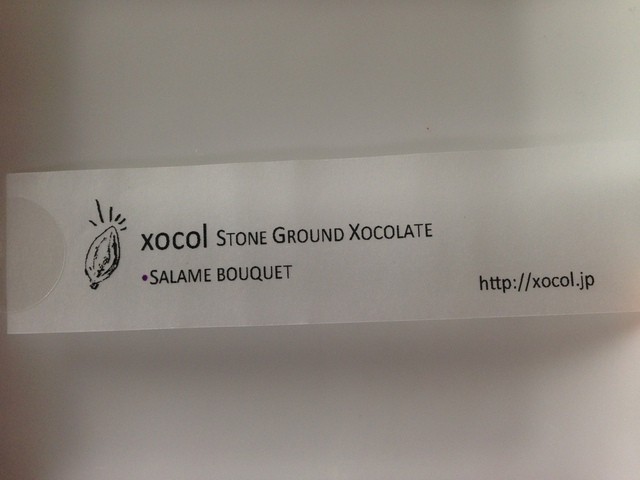 xocol STONE GROUND XOCOLATE
•SALAME BOUQUET
http://xocol.jp